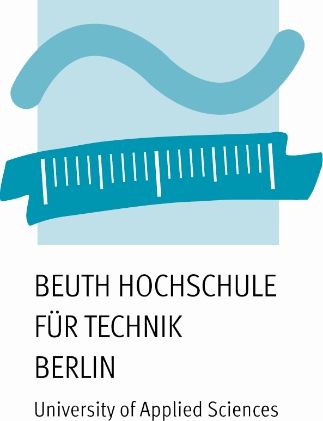 BEUTH HOCHSCHULE
FÜR TECHNIK
BERLIN
University of Applied Sciences